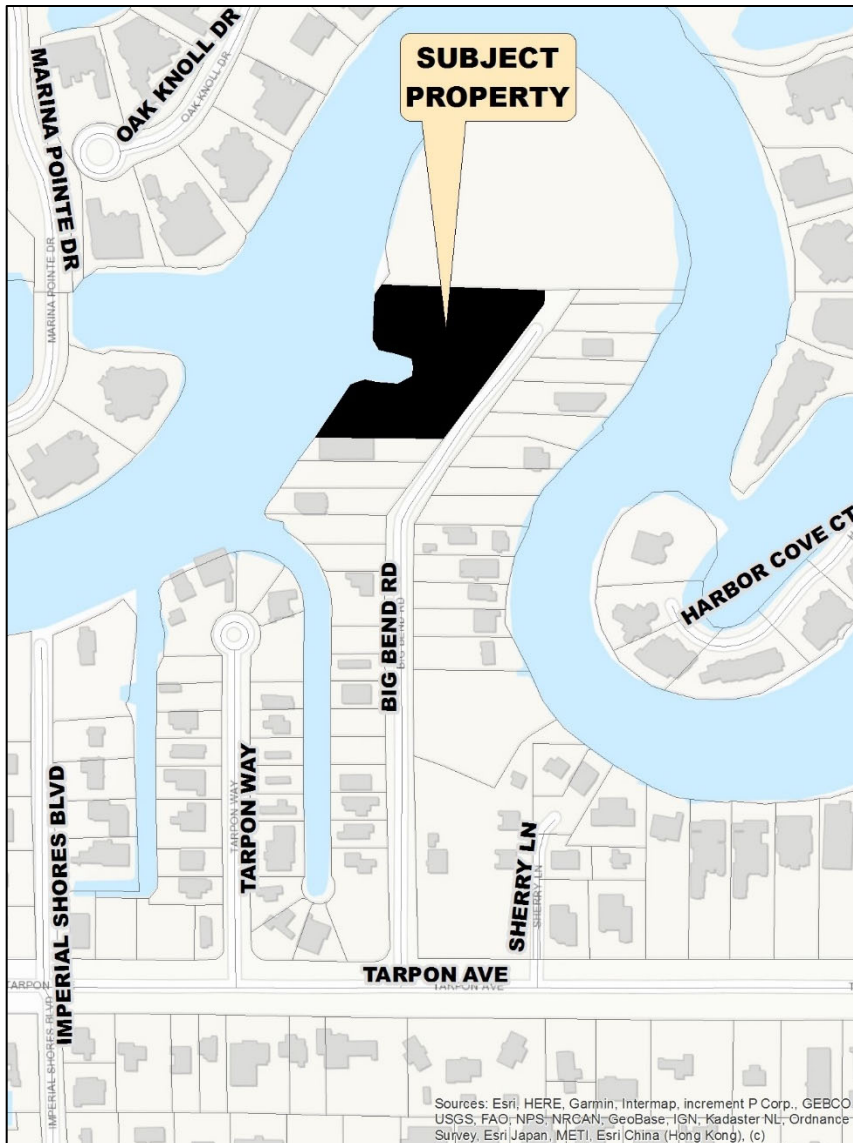 SUBJECT
PROPERTY
OAK KNOLL DR
OAK KNOLL DR
MARINA POINTE DR
MARINA POINTE DR
HARBOR COVE CT
BIG BEND RD
BIG BEND RD
TARPON WAY
TARPON WAY
IMPERIAL SHORES BLVD
IMPERIAL SHORES BLVD
SHERRY LN
SHERRY LN
TARPON AVE
TARPON
TARPON AVE
Sources: Esri, HERE, Garmin, Intermap, increment P Corp., GEBCO,
USGS, FAO, NPS, NRCAN, GeoBase, IGN, Kadaster NL, Ordnance
Survey, Esri Japan, METI, Esri China (Hong Kong), (c)